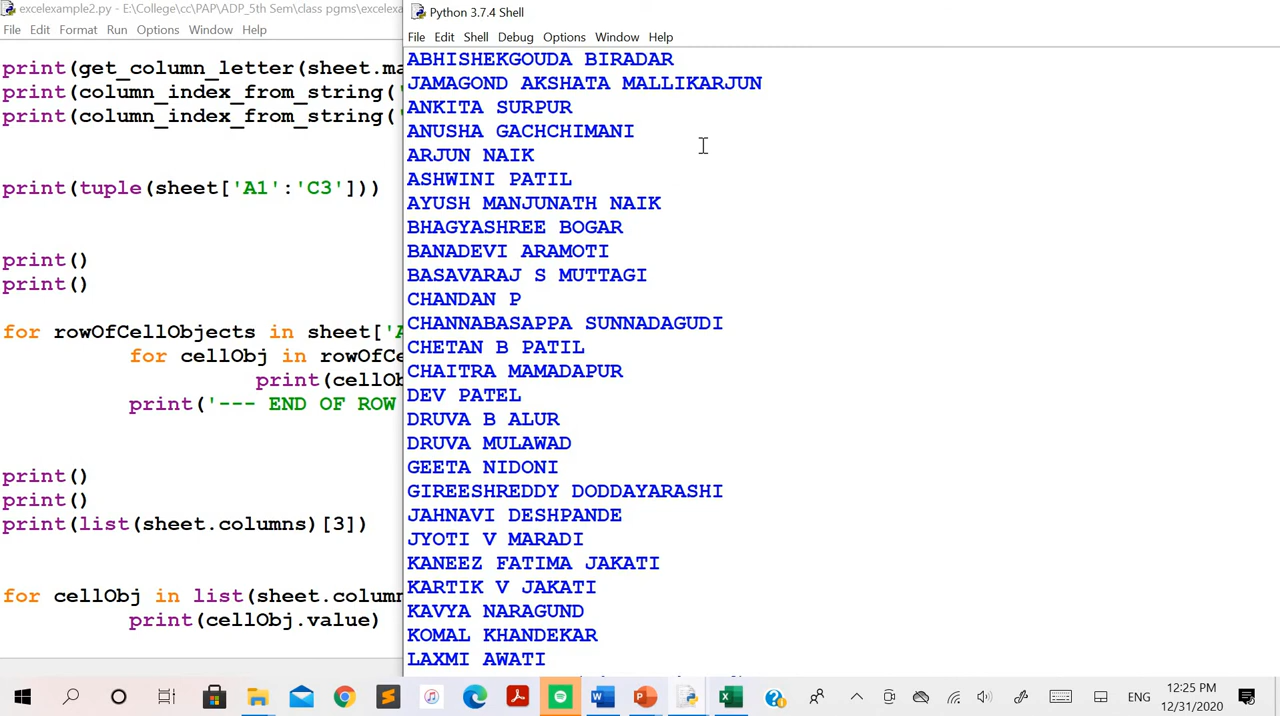 excelexample2.py - E:\College\cc\PAP\ADP_5th Sem\class pgms\excelexa
File Edit Format Run Options Window Help
print(get_column_letter(sheet.ma
print(column_index_from_string('
print(column_index_from_string('
print(tuple(sheet['A1':'C3']))
print()
print()
for rowOfCellObjects in sheet['A
for cellObj in rowOfCe
print(cellOb
print('--- END OF ROW
print()
print()
print(list(sheet.columns)[3])
for cellObj in list(sheet.column
print(cellObj.value)
Python 3.7.4 Shell
File Edit Shell Debug Options Window Help
ABHISHEKGOUDA BIRADAR
JAMAGOND AKSHATA MALLIKARJUN
ANKITA SURPUR
ANUSHA GACHCHIMANI
ARJUN NAIK
ASHWINI PATIL
AYUSH MANJUNATH NAIK
BHAGYASHREE BOGAR
BANADEVI ARAMOTI
BASAVARAJ S MUTTAGI
CHANDAN P
CHANNABASAPPA SUNNADAGUDI
CHETAN B PATIL
CHAITRA MAMADAPUR
DEV PATEL
DRUVA B ALUR
DRUVA MULAWAD
GEETA NIDONI
GIREESHREDDY DODDAYARASHI
JAHNAVI DESHPANDE
JYOTI V MARADI
KANEEZ FATIMA JAKATI
KARTIK V JAKATI
KAVYA NARAGUND
KOMAL KHANDEKAR
LAXMI AWATI
ENG
12:25 PM
12/31/2020